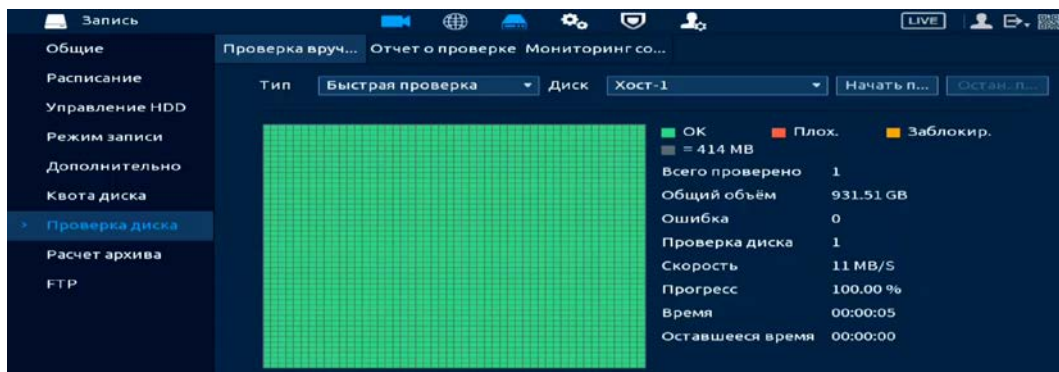 Запись
LIVE
Общие
Расписание
Управление HDD
Режим записи
Дополнительно
Квота диска
Проверка диска
Расчет архива
FTP
Проверка вруч... Отчет о проверке Мониторинг со...
Тип Быстрая проверка Диск Хост-1 Начать п... Остан. п...
OK Плох. Заблокир.
= 414 MB
Всего проверено 1
Общий объём 931.51 GB
Ошибка 0
Проверка диска 1
Скорость 11 MB/S
Прогресс 100.00 %
Время 00:00:05
Оставшееся время 00:00:00